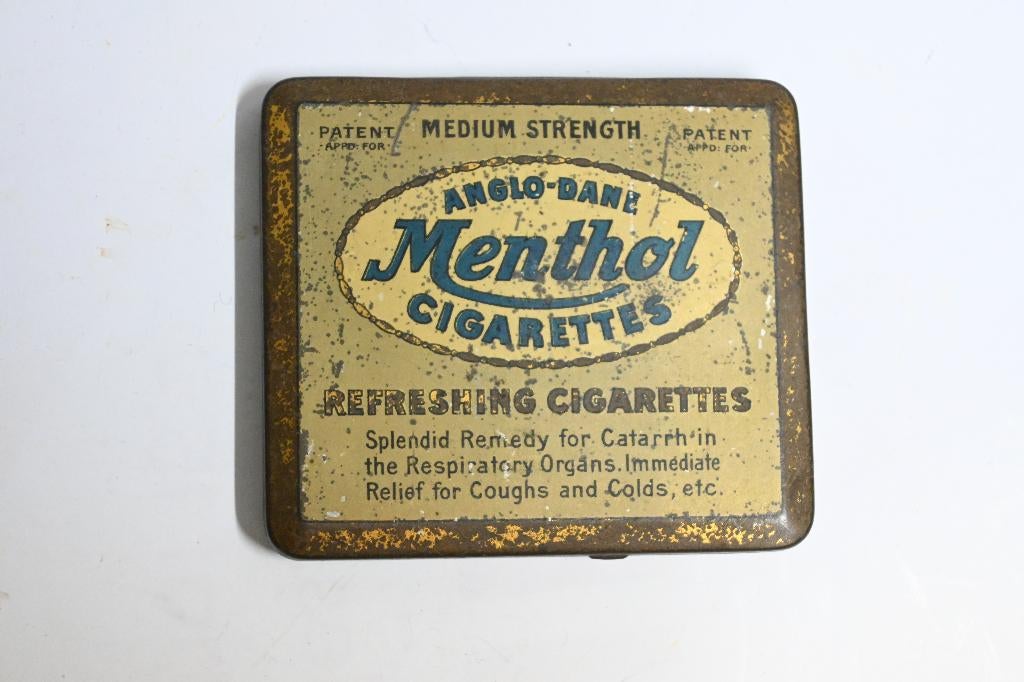 PATENT MEDIUM STRENGTH PATENT
APPD: FOR APPD: FOR
ANGLO-DANE
Menthol
CIGARETTES
REFRESHING CIGARETTES
Splendid Remedy for Catarrh in
the Respiratory Organs. Immediate
Relief for Coughs and Colds, etc.